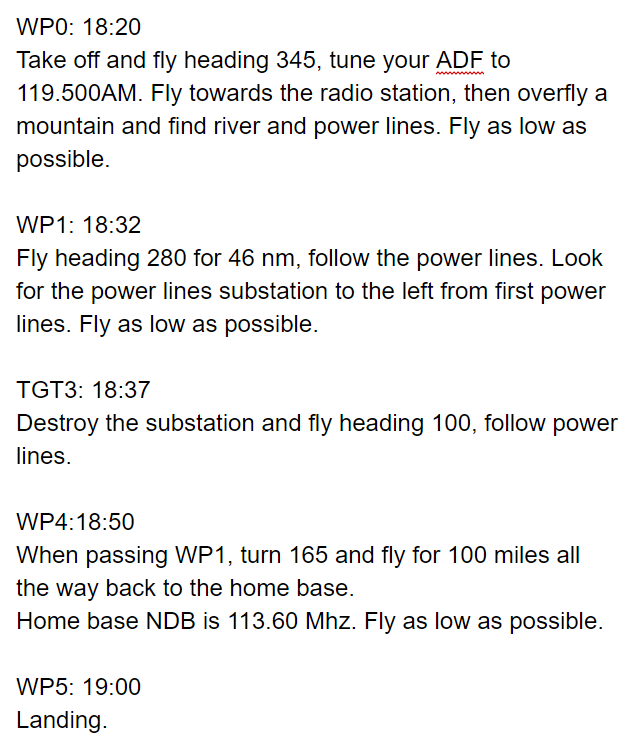 WP0: 18:20
Take off and fly heading 345, tune your ADF to
119.500AM. Fly towards the radio station, then overfly a
mountain and find river and power lines. Fly as low as
possible.
WP1: 18:32
Fly heading 280 for 46 nm, follow the power lines. Look
for the power lines substation to the left from first power
lines. Fly as low as possible.
TGT3: 18:37
Destroy the substation and fly heading 100, follow power
lines.
WP4:18:50
When passing WP1, turn 165 and fly for 100 miles all
the way back to the home base.
Home base NDB is 113.60 Mhz. Fly as low as possible.
WP5: 19:00
Landing.